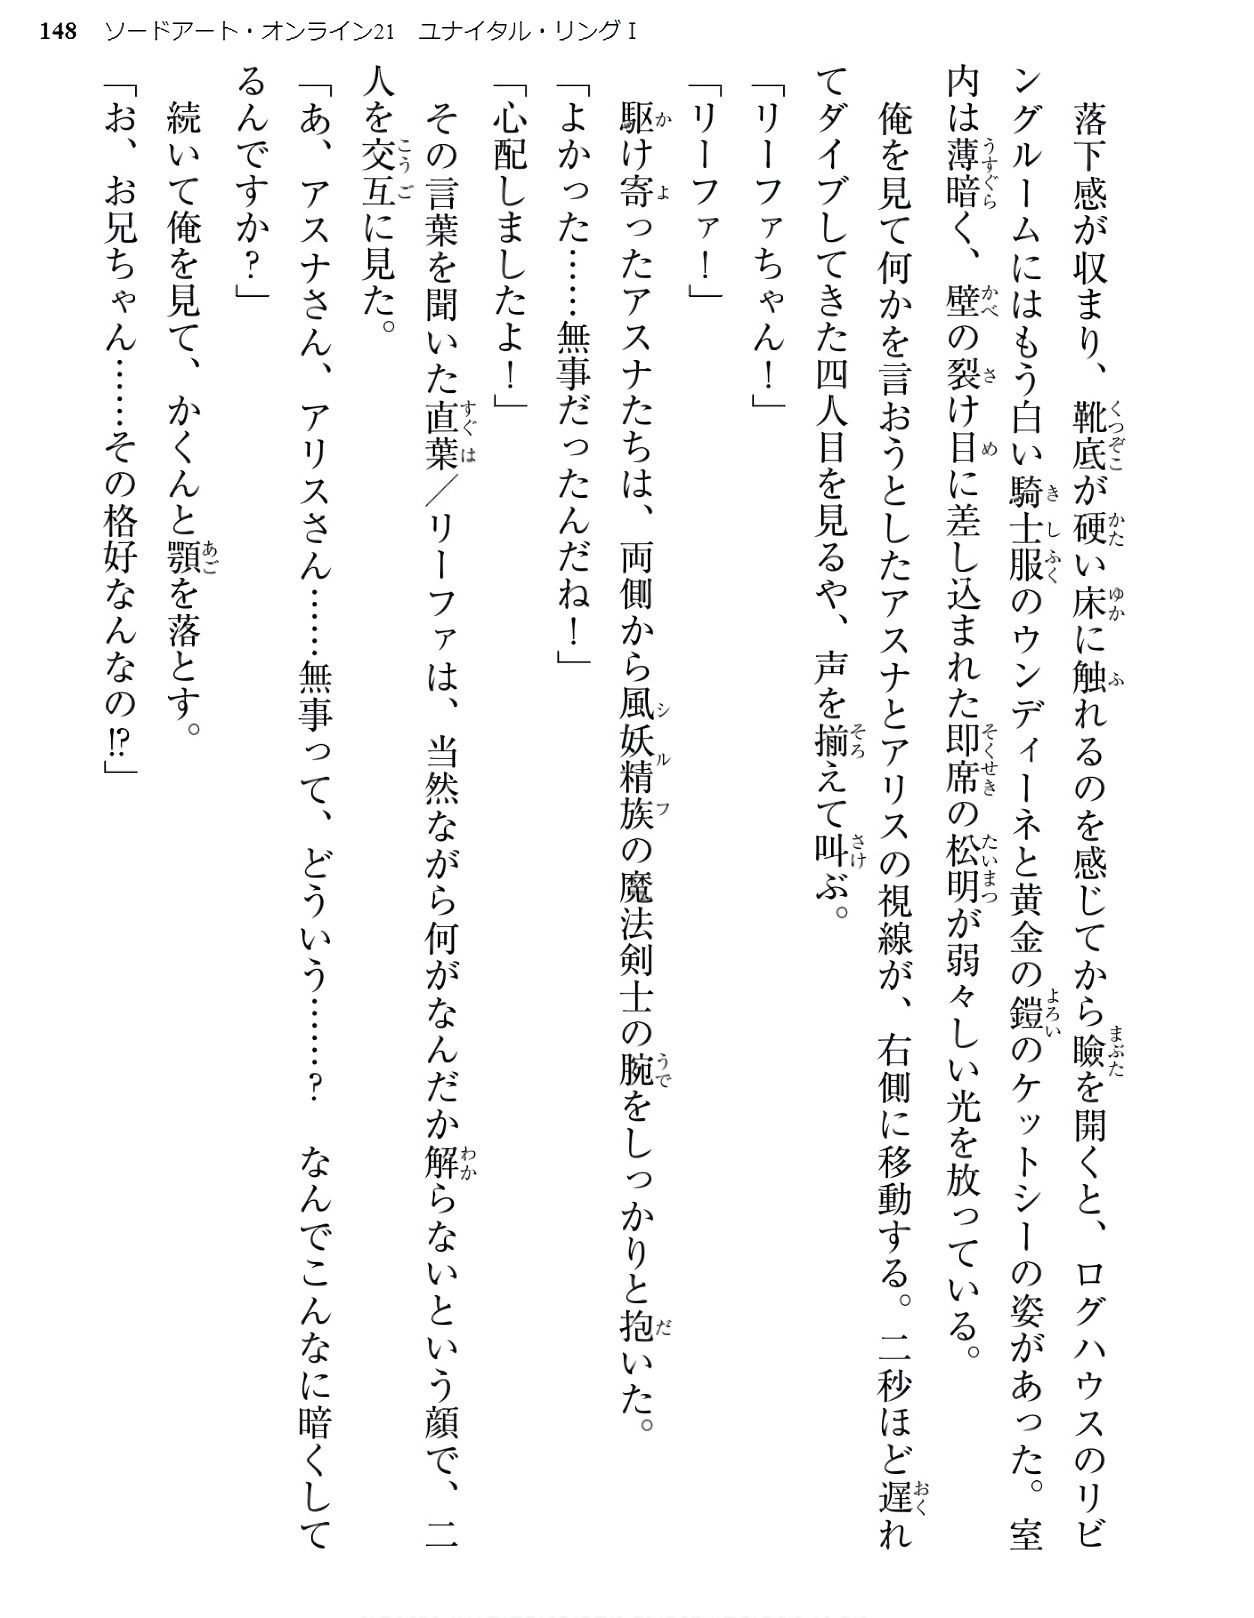 148 ソードアート・オンライン21 ユナイタル・リングⅠ
　落下感が収まり、靴底が硬い床に触れるのを感じてから瞼を開くと、ログハウスのリビ
ングルームにはもう白い騎士服のウンディーネと黄金の鎧のケットシーの姿があった。室
内は薄暗く、壁の裂け目に差し込まれた即席の松明が弱々しい光を放っている。
　俺を見て何かを言おうとしたアスナとアリスの視線が、右側に移動する。二秒ほど遅れ
てダイブしてきた四人目を見るや、声を揃えて叫ぶ。
「リーファちゃん！」
「リーファ！」
　駆け寄ったアスナたちは、両側から風妖精族の魔法剣士の腕をしっかりと抱いた。
「よかった……無事だったんだね！」
「心配しましたよ！」
　その言葉を聞いた直葉／リーファは、当然ながら何がなんだか解らないという顔で、二
人を交互に見た。
「あ、アスナさん、アリスさん……無事って、どういう……？　なんでこんなに暗くして
るんですか？」
　続いて俺を見て、かくんと顎を落とす。
「お、お兄ちゃん……その格好なんなの!?」